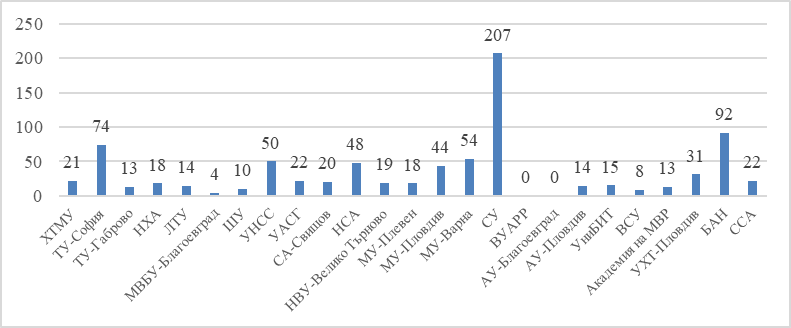 250
200
150
100
50
0
21
74
13
18
14
4
10
50
22
20
48
19
18
44
54
207
0
0
14
15
8
13
31
92
22
ХТМУ
ТУ-София
ТУ-Габрово
НХА
ЛТУ
МВБУ-Благоевград
ШУ
УНСС
УАСГ
СА-Свищов
НСА
НВУ-Велико Търново
МУ-Плевен
МУ-Пловдив
МУ-Варна
СУ
ВУАРР
АУ-Благоевград
АУ-Пловдив
УниБИТ
ВСУ
Академия на МВР
УХТ-Пловдив
БАН
ССА